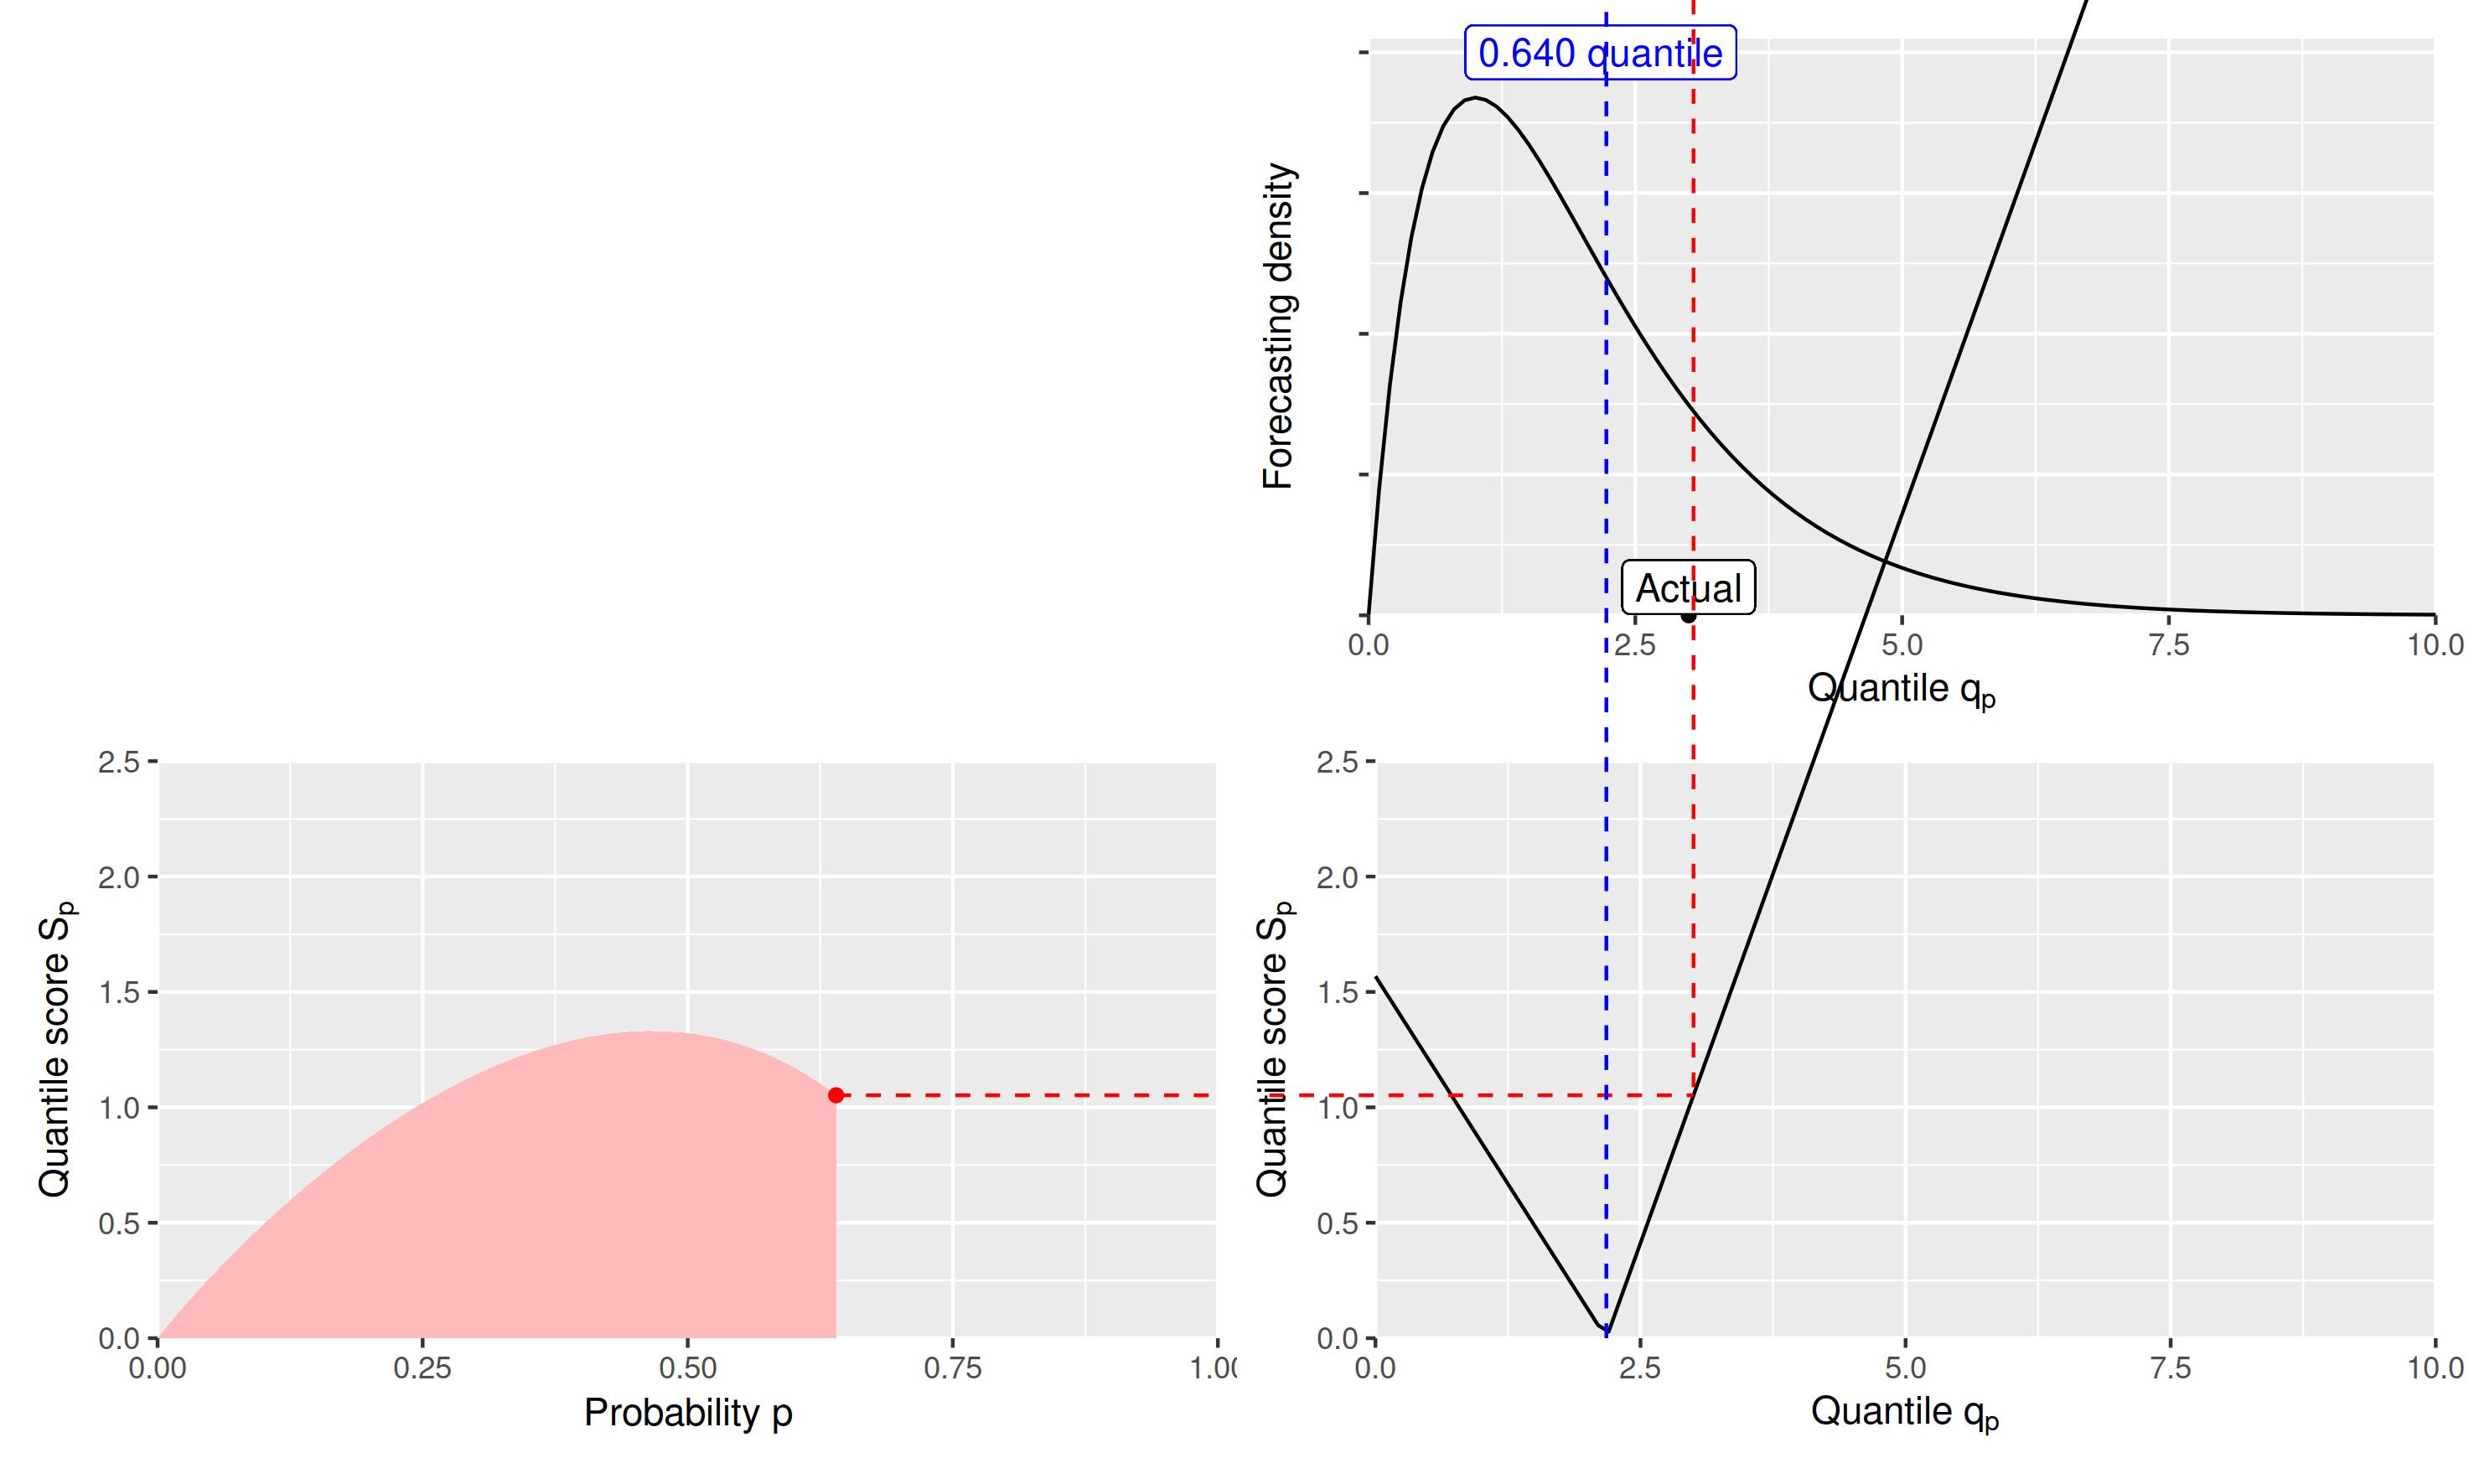 0.640 quantile
Forecasting density
Actual
0.0 2.5 5.0 7.5 10.0
Quantile qp
2.5
2.0
1.5
1.0
0.5
0.0
Quantile score Sp
0.00 0.25 0.50 0.75 1.0
Probability p
2.5
2.0
1.5
1.0
0.5
0.0
Quantile score Sp
0.0 2.5 5.0 7.5 10.0
Quantile qp